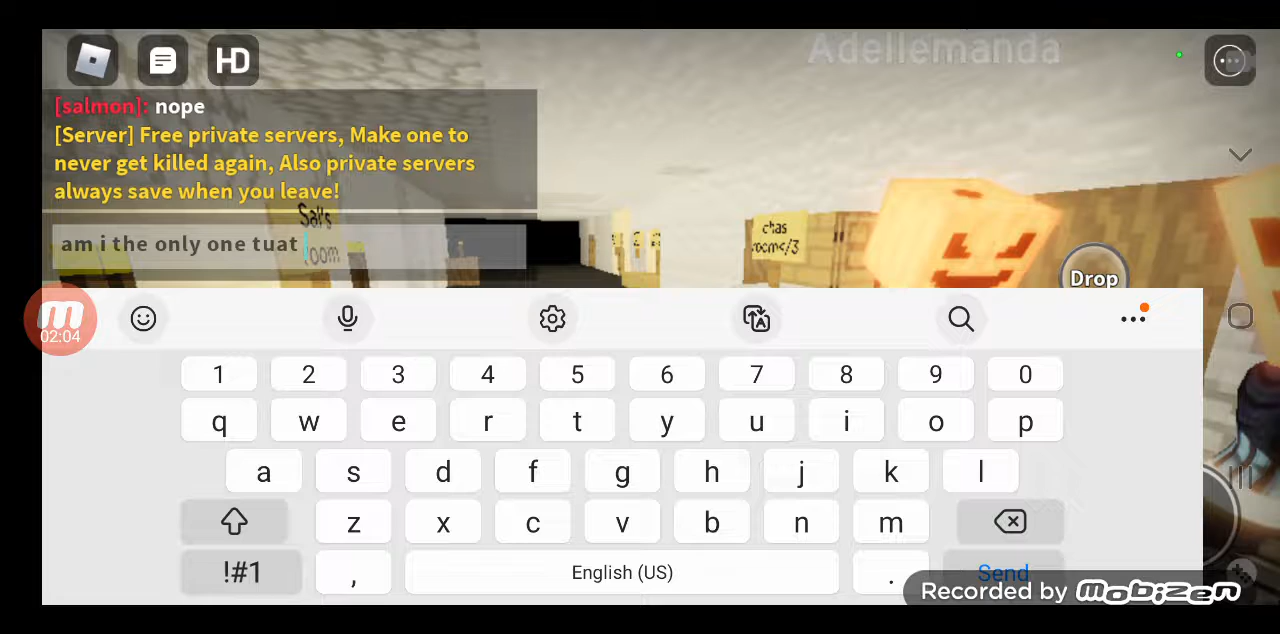 HD
Adellemanda
[salmon]: nope
[Server] Free private servers, Make one to
never get killed again, Also private servers
always save when you leave!
Sal's
room
am i the only one tuat
chas
room</3
Drop
02:04
1 2 3 4 5 6 7 8 9 0
q w e r t y u i o p
a s d f g h j k l
z x c v b n m
!#1 , English (US) . Send
Recorded by mobizen